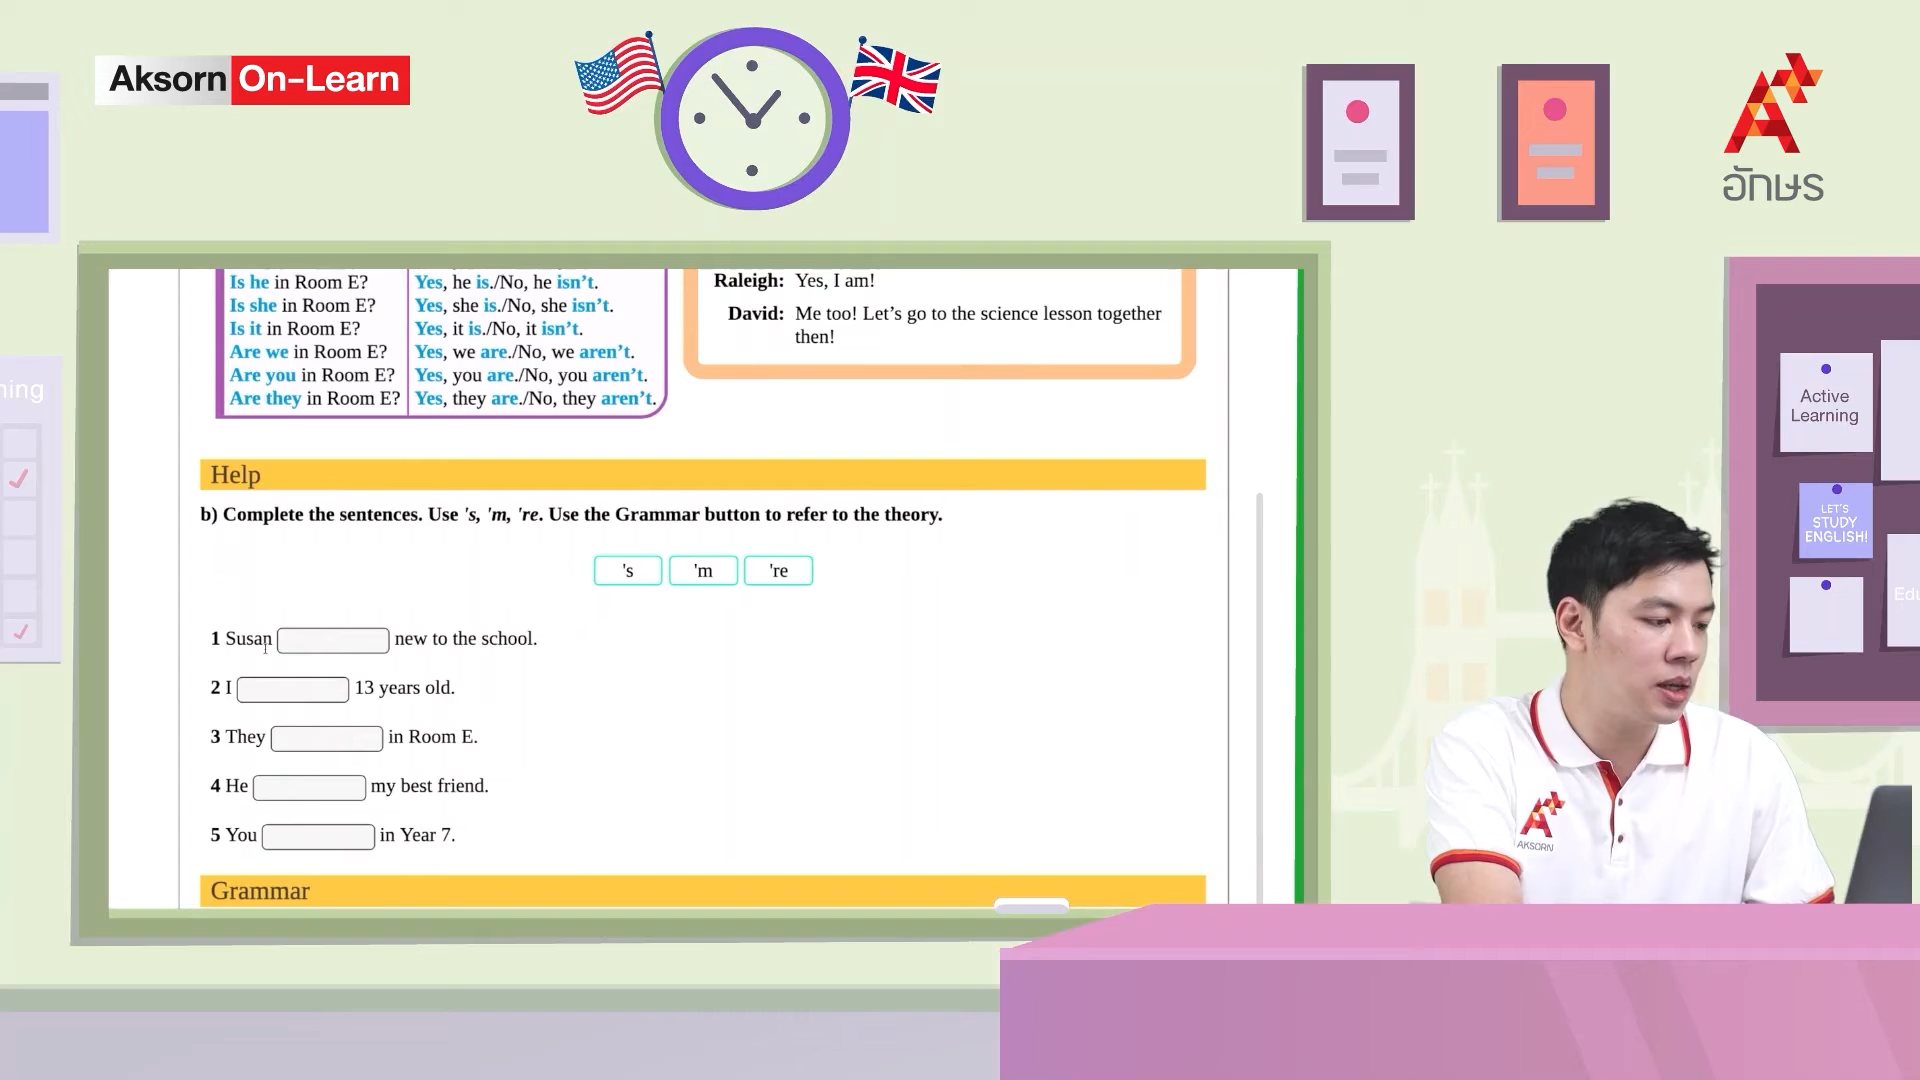 Aksorn On-Learn
อักษร
Is he in Room E? Yes, he is./No, he isn't.
Is she in Room E? Yes, she is./No, she isn't.
Is it in Room E? Yes, it is./No, it isn't.
Are we in Room E? Yes, we are./No, we aren't.
Are you in Room E? Yes, you are./No, you aren't.
Are they in Room E? Yes, they are./No, they aren't.
Raleigh: Yes, I am!
David: Me too! Let's go to the science lesson together
then!
Help
b) Complete the sentences. Use 's, 'm, 're. Use the Grammar button to refer to the theory.
's 'm 're
1 Susan new to the school.
2 I 13 years old.
3 They in Room E.
4 He my best friend.
5 You in Year 7.
Grammar
Active
Learning
LET'S
STUDY
ENGLISH!
AKSORN